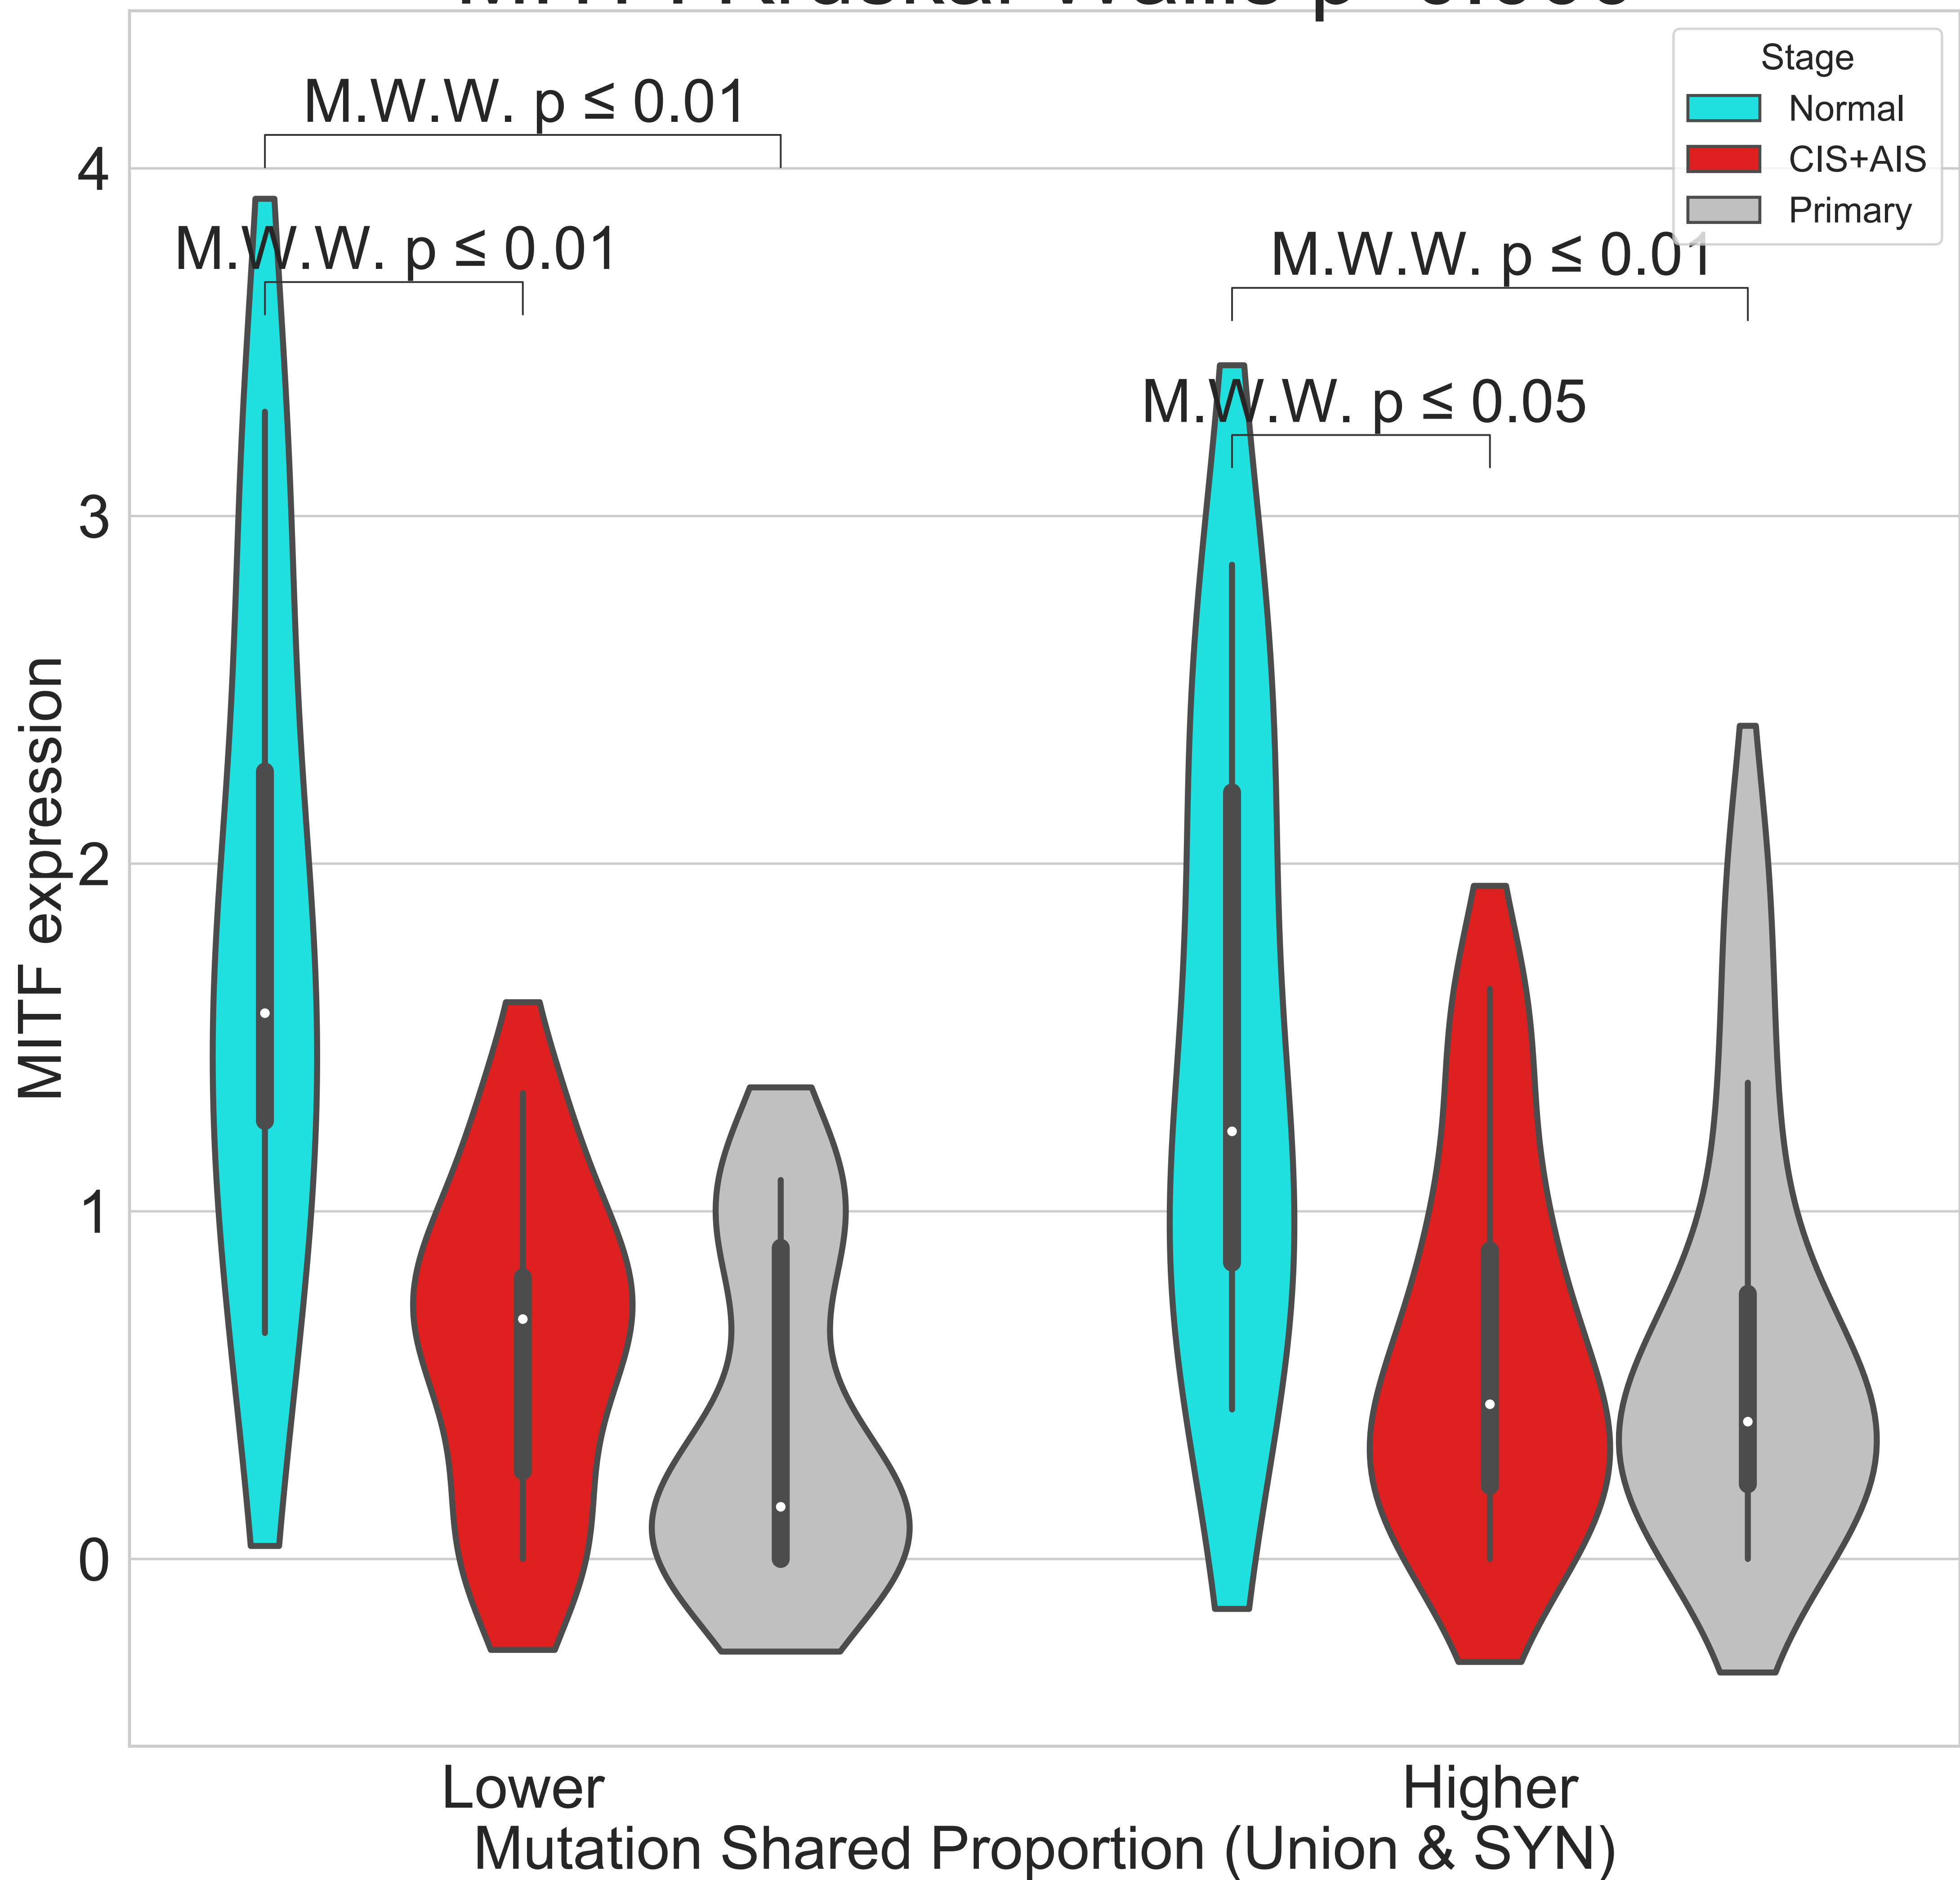 M.W.W. p ≤ 0.01
M.W.W. p ≤ 0.01
M.W.W. p ≤ 0.01
M.W.W. p ≤ 0.05
Stage
Normal
CIS+AIS
Primary
MITF expression
4
3
2
1
0
Lower
Higher
Mutation Shared Proportion (Union & SYN)